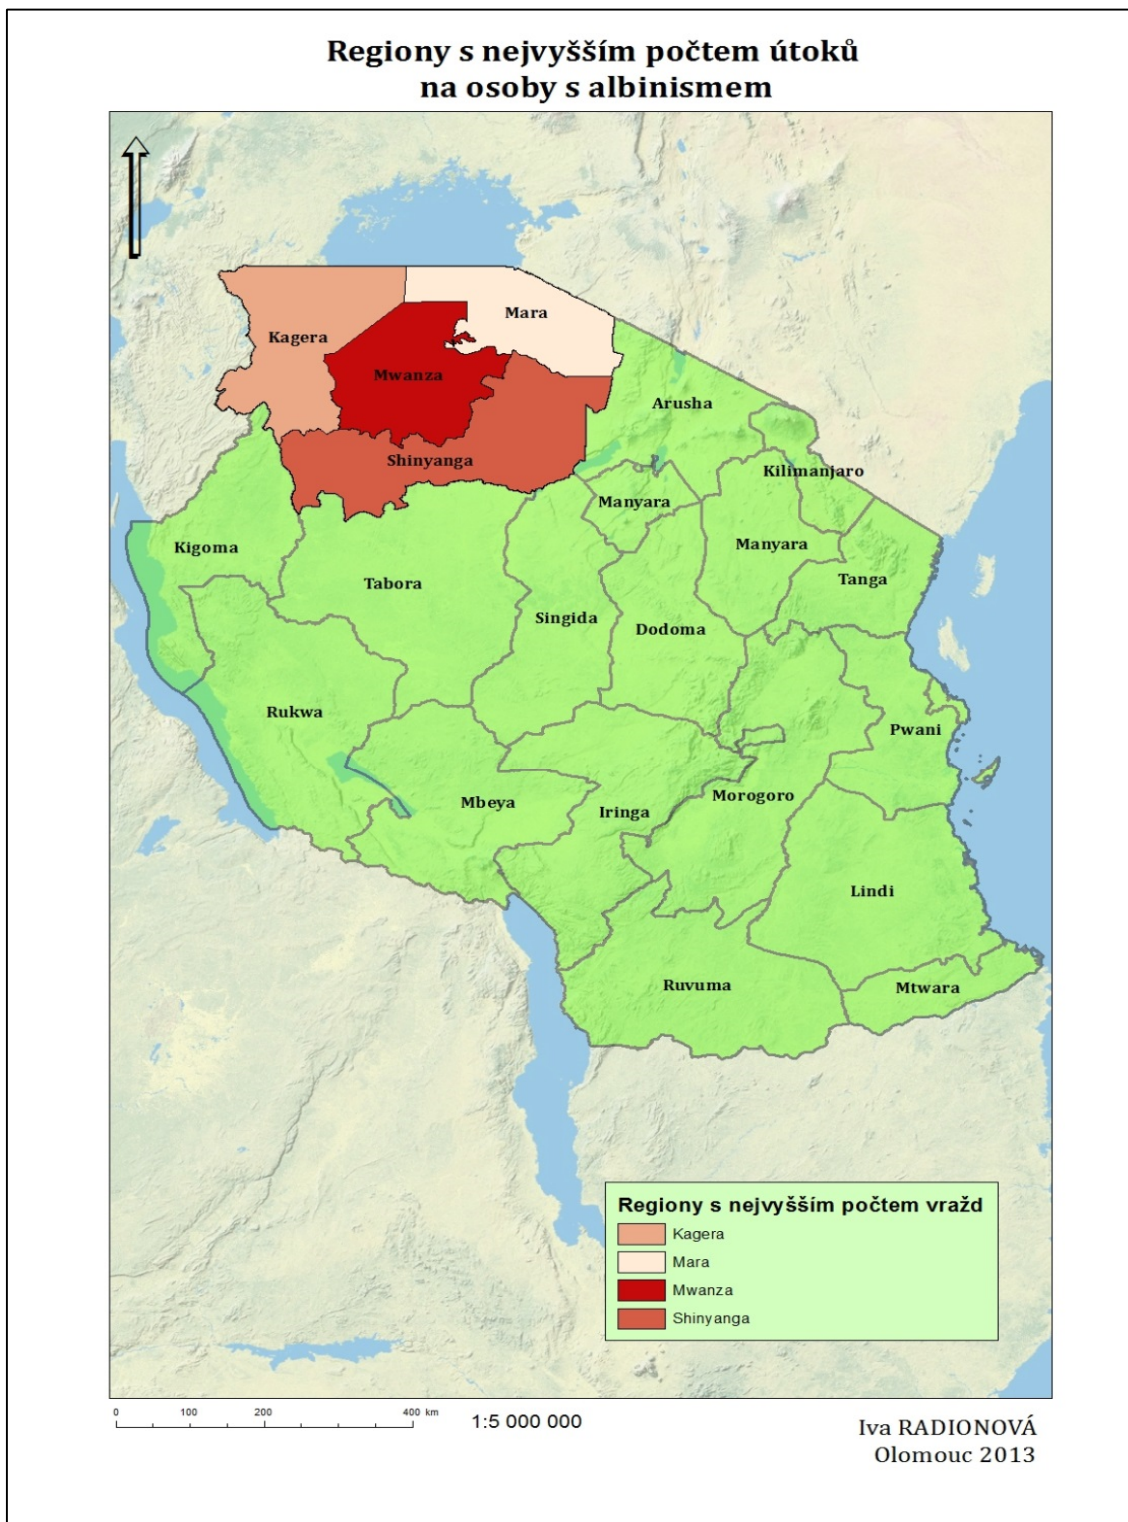 Regiony s nejvyšším počtem útoků
na osoby s albinismem
Mara
Kagera
Mwanza
Arusha
Shinyanga
Kilimanjaro
Manyara
Kigoma
Manyara
Tabora
Tanga
Singida
Dodoma
Rukwa
Pwani
Mbeya
Morogoro
Iringa
Lindi
Ruvuma
Mtwara
Regiony s nejvyšším počtem vražd
Kagera
Mara
Mwanza
Shinyanga
0 100 200 400 km
1:5 000 000
Iva RADIONOVÁ
Olomouc 2013